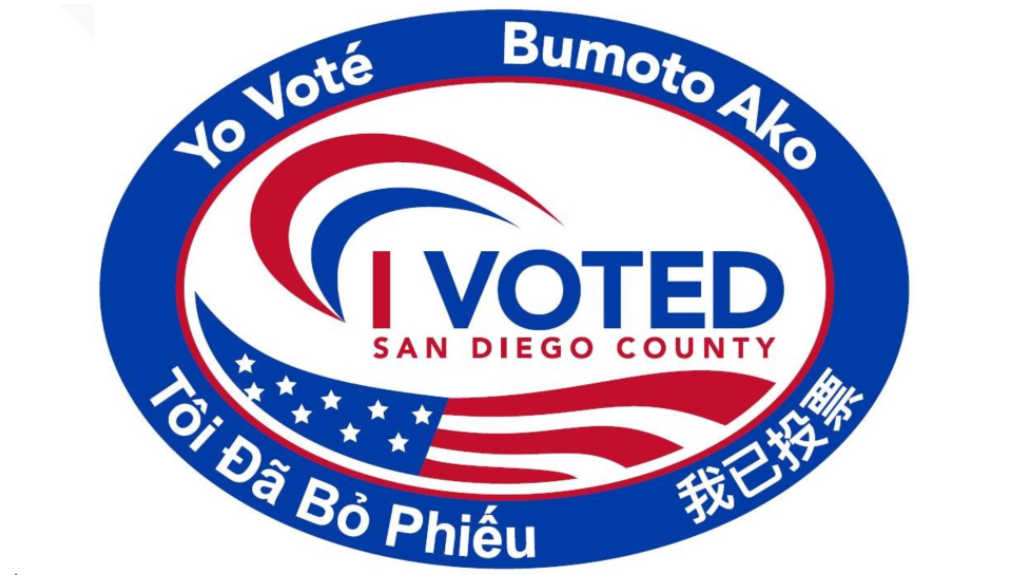 Yo Voté
Bumoto Ako
I VOTED
SAN DIEGO COUNTY
Tôi Đã Bỏ Phiếu
我已投票